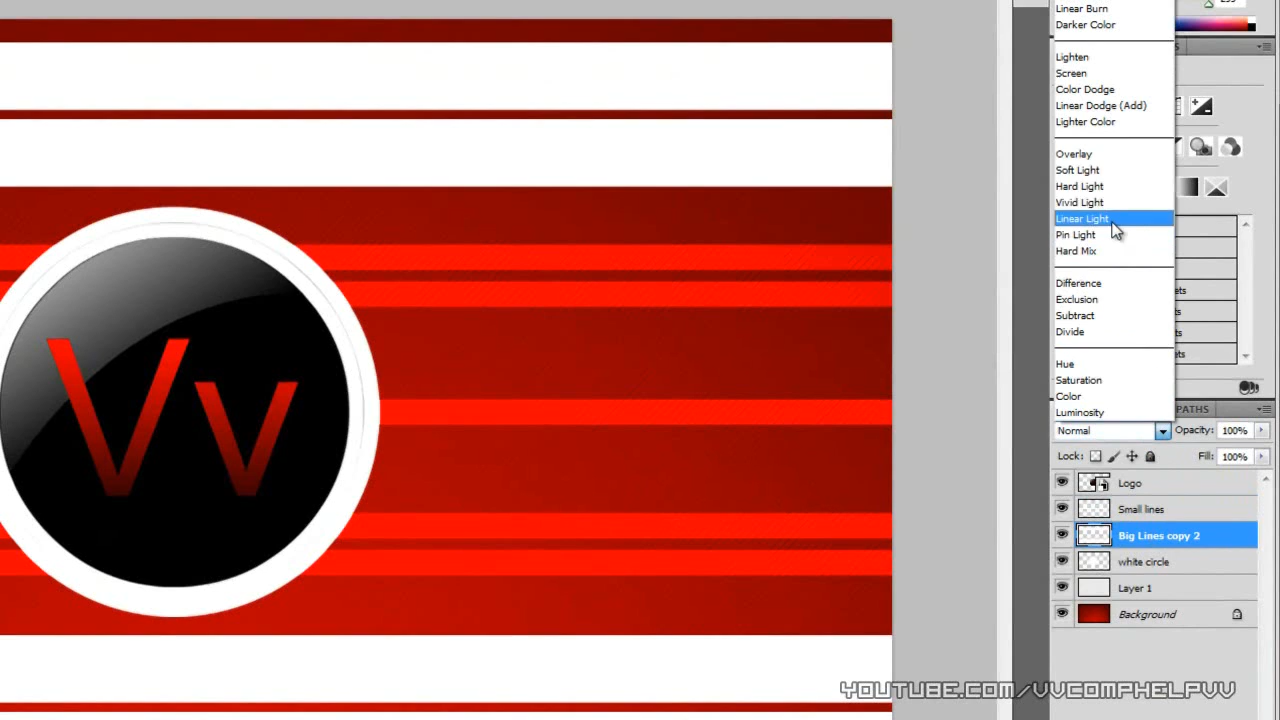 Linear Burn
Darker Color
Lighten
Screen
Color Dodge
Linear Dodge (Add)
Lighter Color
Overlay
Soft Light
Hard Light
Vivid Light
Linear Light
Pin Light
Hard Mix
Difference
Exclusion
Subtract
Divide
Hue
Saturation
Color
Luminosity
PATHS
Normal Opacity: 100%
Lock: Fill: 100%
Logo
Small lines
Big Lines copy 2
white circle
Layer 1
Background
Vv
YOUTUBE.COM/VVCOMPHELPVV